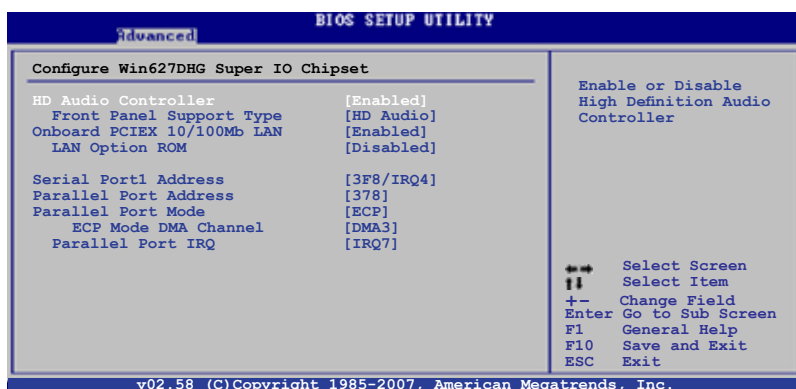 BIOS SETUP UTILITY
Advanced
Configure Win627DHG Super IO Chipset
HD Audio Controller [Enabled]
Front Panel Support Type [HD Audio]
Onboard PCIEX 10/100Mb LAN [Enabled]
LAN Option ROM [Disabled]
Serial Port1 Address [3F8/IRQ4]
Parallel Port Address [378]
Parallel Port Mode [ECP]
ECP Mode DMA Channel [DMA3]
Parallel Port IRQ [IRQ7]
Enable or Disable
High Definition Audio
Controller
←→ Select Screen
↑↓ Select Item
+- Change Field
Enter Go to Sub Screen
F1 General Help
F10 Save and Exit
ESC Exit
v02.58 (C)Copyright 1985-2007, American Megatrends, Inc.